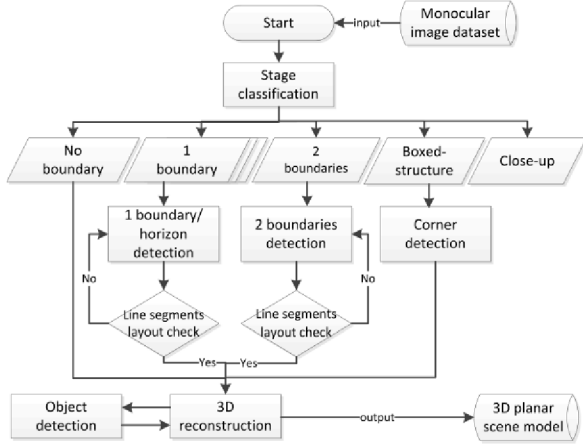 Start
input
Monocular
image dataset
Stage
classification
No
boundary
1
boundary
2
boundaries
Boxed-
structure
Close-up
1 boundary/
horizon
detection
2 boundaries
detection
Corner
detection
No
No
Line segments
layout check
Line segments
layout check
Yes
Yes
Object
detection
3D
reconstruction
output
3D planar
scene model